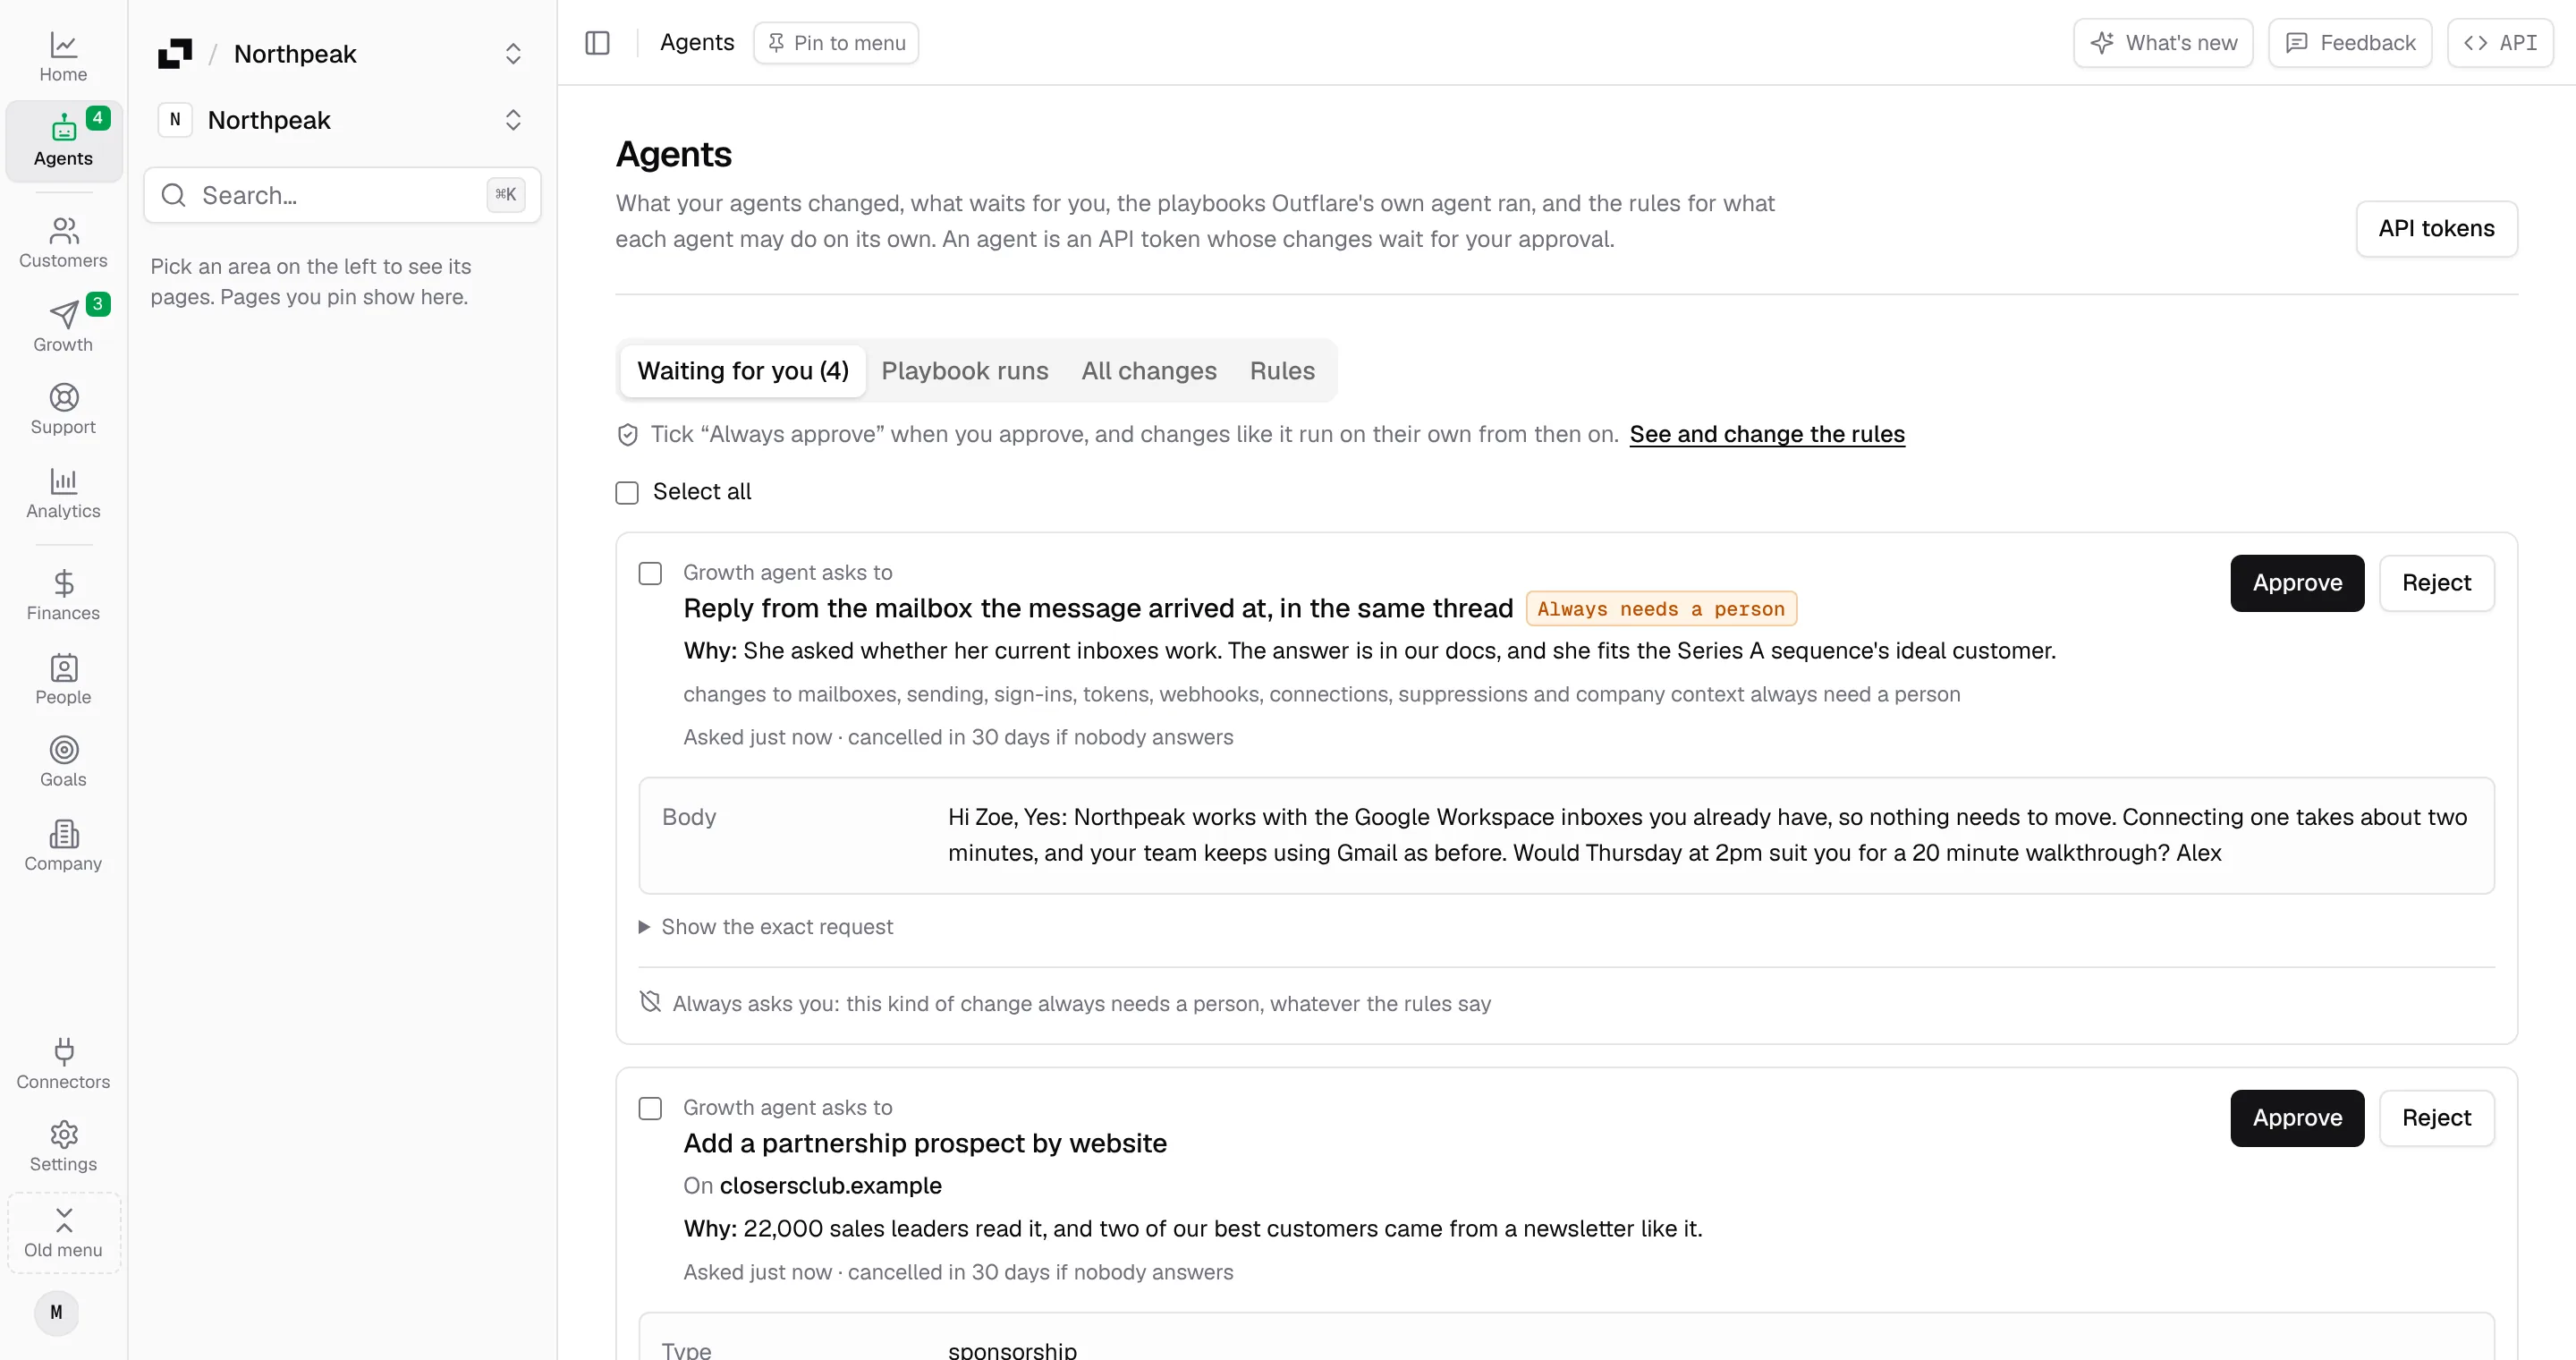 Home
4
Agents
Customers
3
Growth
Support
Analytics
Finances
People
Goals
Company
Connectors
Settings
Old menu
M
/ Northpeak
N Northpeak
Search... ⌘K
Pick an area on the left to see its
pages. Pages you pin show here.
Agents Pin to menu
What's new Feedback API
Agents
What your agents changed, what waits for you, the playbooks Outflare's own agent ran, and the rules for what
each agent may do on its own. An agent is an API token whose changes wait for your approval.
API tokens
Waiting for you (4) Playbook runs All changes Rules
Tick “Always approve” when you approve, and changes like it run on their own from then on. See and change the rules
Select all
Growth agent asks to
Reply from the mailbox the message arrived at, in the same thread Always needs a person
Approve Reject
Why: She asked whether her current inboxes work. The answer is in our docs, and she fits the Series A sequence's ideal customer.
changes to mailboxes, sending, sign-ins, tokens, webhooks, connections, suppressions and company context always need a person
Asked just now · cancelled in 30 days if nobody answers
Body Hi Zoe, Yes: Northpeak works with the Google Workspace inboxes you already have, so nothing needs to move. Connecting one takes about two
minutes, and your team keeps using Gmail as before. Would Thursday at 2pm suit you for a 20 minute walkthrough? Alex
Show the exact request
Always asks you: this kind of change always needs a person, whatever the rules say
Growth agent asks to
Add a partnership prospect by website
Approve Reject
On closersclub.example
Why: 22,000 sales leaders read it, and two of our best customers came from a newsletter like it.
Asked just now · cancelled in 30 days if nobody answers
Type sponsorship